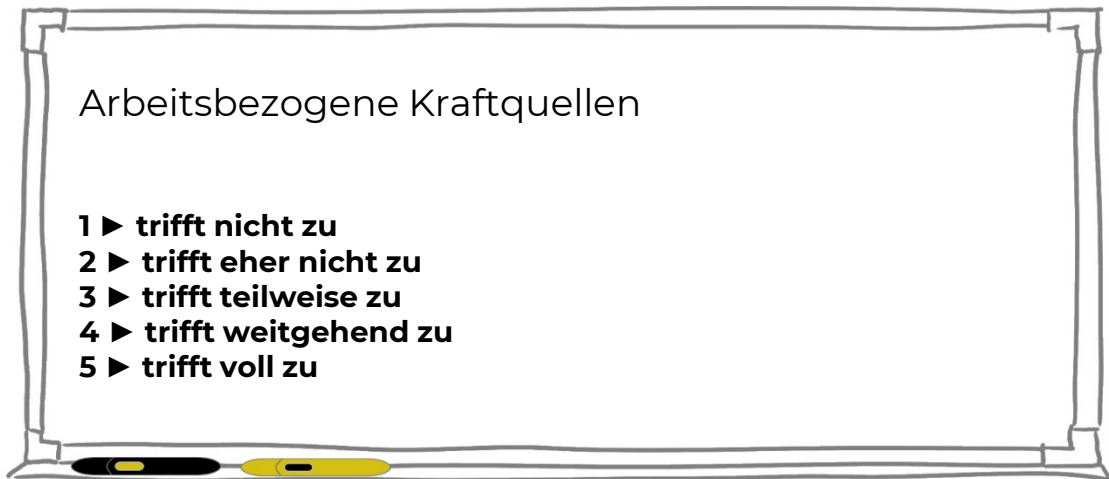 Arbeitsbezogene Kraftquellen
1 ► trifft nicht zu
2 ► trifft eher nicht zu
3 ► trifft teilweise zu
4 ► trifft weitgehend zu
5 ► trifft voll zu